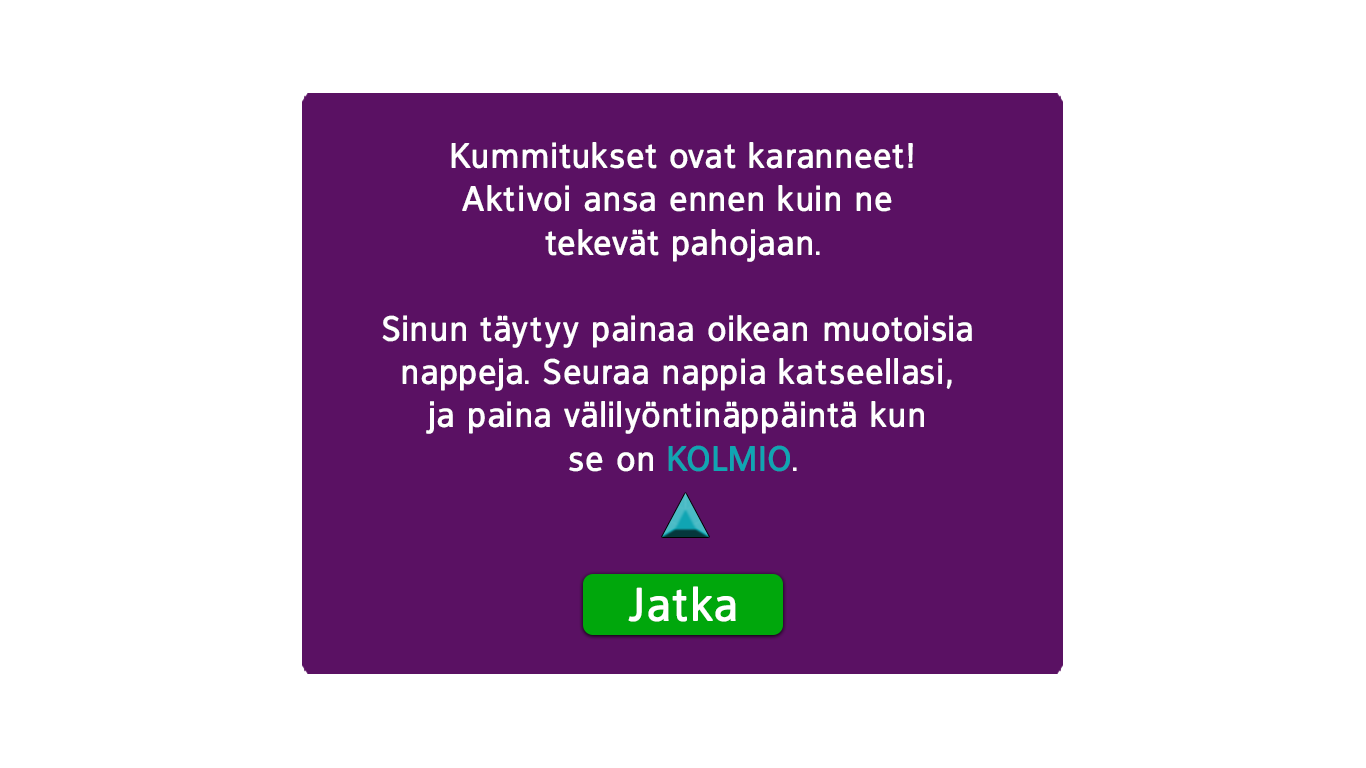 Kummitukset ovat karanneet!
Aktivoi ansa ennen kuin ne
tekevät pahojaan.
Sinun täytyy painaa oikean muotoisia
nappeja. Seuraa nappia katseellasi,
ja paina välilyöntinäppäintä kun
se on KOLMIO.
Jatka